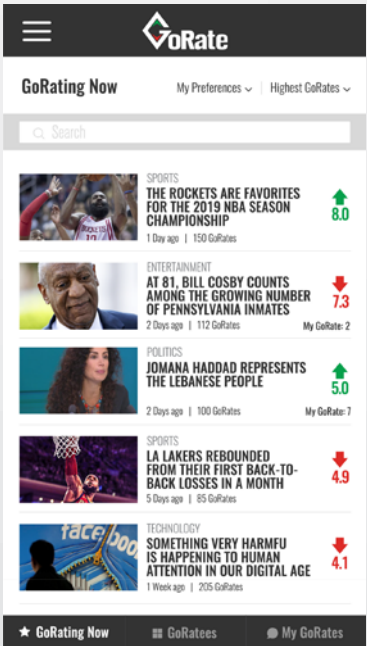 GoRate
GoRating Now
My Preferences
Highest GoRates
Search
SPORTS
THE ROCKETS ARE FAVORITES
FOR THE 2019 NBA SEASON
CHAMPIONSHIP
8.0
1 Day ago | 150 GoRates
ENTERTAINMENT
AT 81, BILL COSBY COUNTS
AMONG THE GROWING NUMBER
OF PENNSYLVANIA INMATES
7.3
2 Days ago | 112 GoRates
My GoRate: 2
POLITICS
JOMANA HADDAD REPRESENTS
THE LEBANESE PEOPLE
5.0
2 Days ago | 100 GoRates
My GoRate: 7
SPORTS
LA LAKERS REBOUNDED
FROM THEIR FIRST BACK-TO-
BACK LOSSES IN A MONTH
4.9
5 Days ago | 85 GoRates
faceboo
TECHNOLOGY
SOMETHING VERY HARMFU
IS HAPPENING TO HUMAN
ATTENTION IN OUR DIGITAL AGE
4.1
1 Week ago | 205 GoRates
GoRating Now
GoRatees
My GoRates